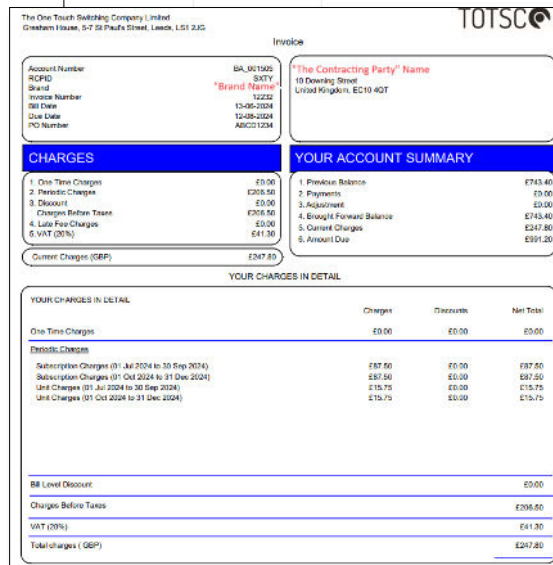 The One Touch Switching Company Limited
Gresham House, 5-7 St Paul's Street, Leeds, LS1 2JG
TOTSCO
Invoice
Account Number BA_001505
RCPID SXTY
Brand "Brand Name"
Invoice Number 12232
Bill Date 13-06-2024
Due Date 12-08-2024
PO Number ABCD1234
"The Contracting Party" Name
10 Downing Street
United Kingdom, EC10 4QT
CHARGES
1. One Time Charges £0.00
2. Periodic Charges £206.50
3. Discount £0.00
Charges Before Taxes £206.50
4. Late Fee Charges £0.00
5. VAT (20%) £41.30
Current Charges (GBP) £247.80
YOUR ACCOUNT SUMMARY
1. Previous Balance £743.40
2. Payments £0.00
3. Adjustment £0.00
4. Brought Forward Balance £743.40
5. Current Charges £247.80
6. Amount Due £991.20
YOUR CHARGES IN DETAIL
YOUR CHARGES IN DETAIL
Charges Discounts Net Total
One Time Charges £0.00 £0.00 £0.00
Periodic Charges
Subscription Charges (01 Jul 2024 to 30 Sep 2024) £87.50 £0.00 £87.50
Subscription Charges (01 Oct 2024 to 31 Dec 2024) £87.50 £0.00 £87.50
Unit Charges (01 Jul 2024 to 30 Sep 2024) £15.75 £0.00 £15.75
Unit Charges (01 Oct 2024 to 31 Dec 2024) £15.75 £0.00 £15.75
Bill Level Discount £0.00
Charges Before Taxes £206.50
VAT (20%) £41.30
Total charges ( GBP) £247.80